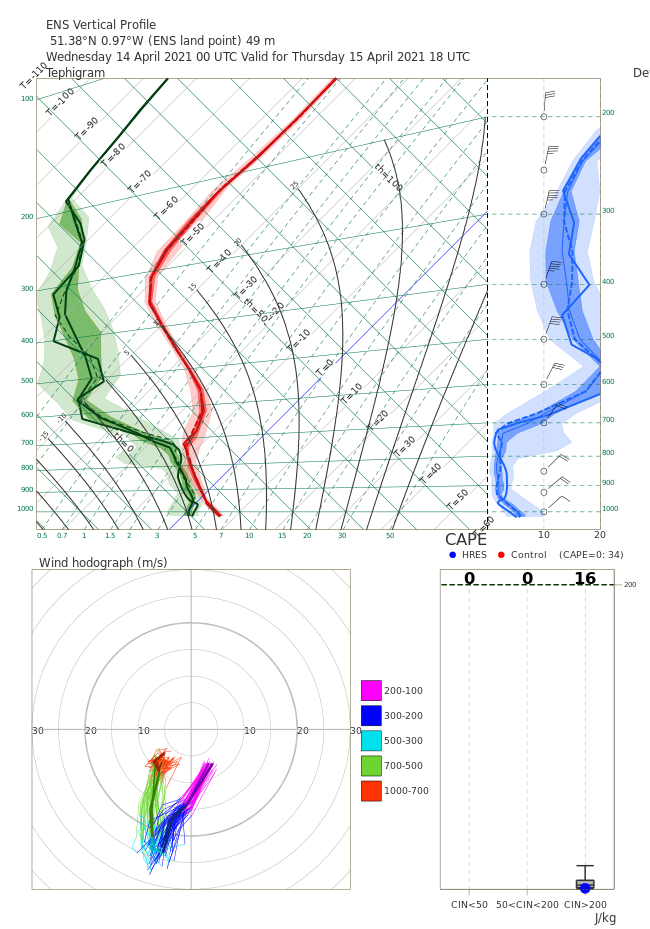 ENS Vertical Profile
51.38°N 0.97°W (ENS land point) 49 m
Wednesday 14 April 2021 00 UTC Valid for Thursday 15 April 2021 18 UTC
Tephigram
De
T=-110
T=-100
T=-90
T=-80
T=-70
T=-60
T=-50
T=-40
T=-30
T=-20
T=-10
T=0
T=10
T=20
T=30
T=40
T=50
T=60
th=100
th=50
th=0
25
20
15
5
10
15
100
200
300
400
500
600
700
800
900
1000
200
300
400
500
600
700
800
900
1000
0.5 0.7 1 1.5 2 3 5 7 10 15 20 30 50
10 20
Wind hodograph (m/s)
30 20 10 10 20 30
200-100
300-200
500-300
700-500
1000-700
CAPE
HRES Control (CAPE=0: 34)
0 0 16
200
CIN<50 50<CIN<200 CIN>200
J/kg